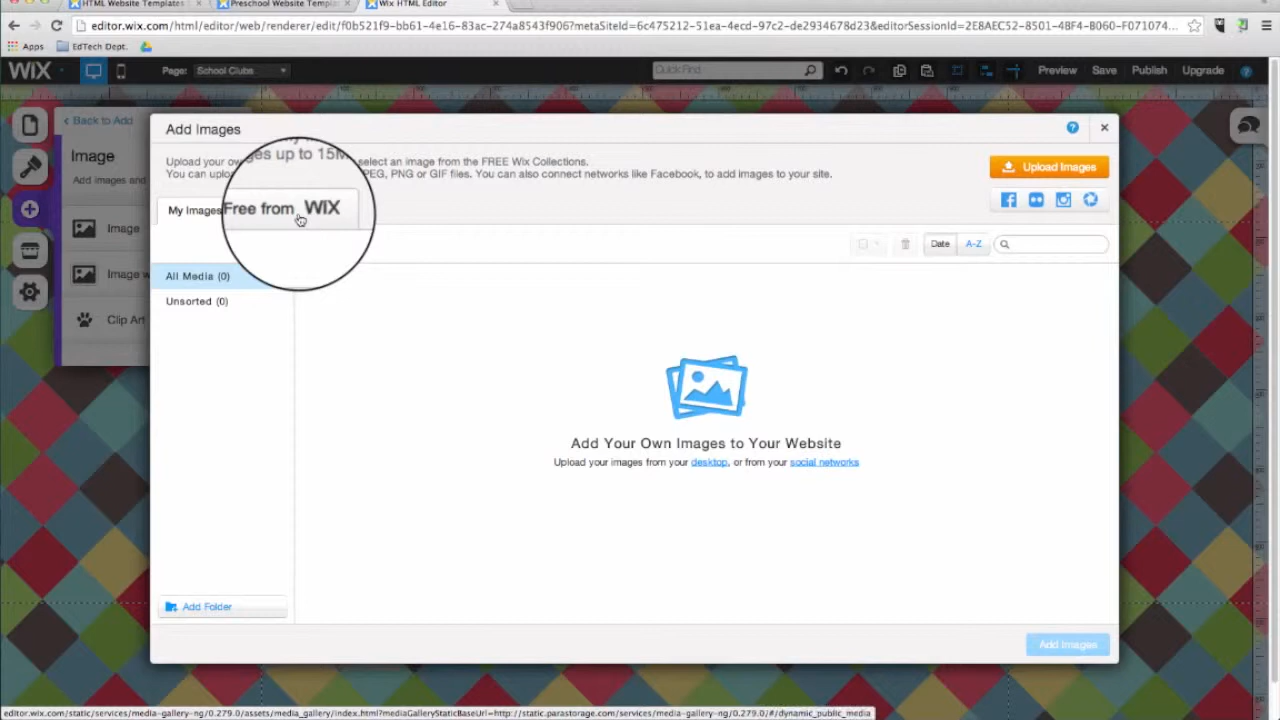 HTML Website Templates
Preschool Website Templ
Wix HTML Editor
editor.wix.com/html/editor/web/renderer/edit/f0b521f9-bb61-4e16-83ac-274a8543f906?metaSiteId=6c475212-51ea-4ecd-97c2-de2934678d23&editorSessionId=2E8AEC52-8501-4BF4-B060-F071074...
Apps EdTech Dept.
WiX Page: School Clubs Quick Find Preview Save Publish Upgrade ?
< Back to Add
Image
Add images and
Image
Image w
Clip Art
Add Images
? ×
Upload your ow
ges up to 15M
select an image from the FREE Wix Collections.
You can uploa
PEG, PNG or GIF files. You can also connect networks like Facebook, to add images to your site.
Upload Images
My Images
Free from WiX
Date A-Z
All Media (0)
Unsorted (0)
Add Your Own Images to Your Website
Upload your images from your desktop, or from your social networks
Add Folder
Add Images
editor.wix.com/static/services/media-gallery-ng/0.279.0/assets/media_gallery/index.html?mediaGalleryStaticBaseUrl=http://static.parastorage.com/services/media-gallery-ng/0.279.0/#/dynamic_public_media